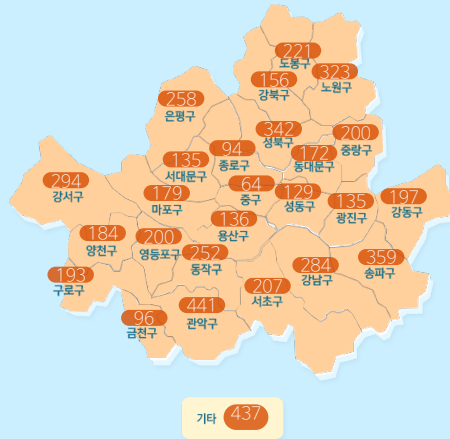 221
도봉구
323
노원구
156
강북구
258
은평구
342
성북구
200
중랑구
94
종로구
172
동대문구
135
서대문구
294
강서구
179
마포구
64
중구
129
성동구
135
광진구
197
강동구
136
용산구
184
양천구
200
영등포구
252
동작구
359
송파구
284
강남구
193
구로구
207
서초구
441
관악구
96
금천구
기타 437